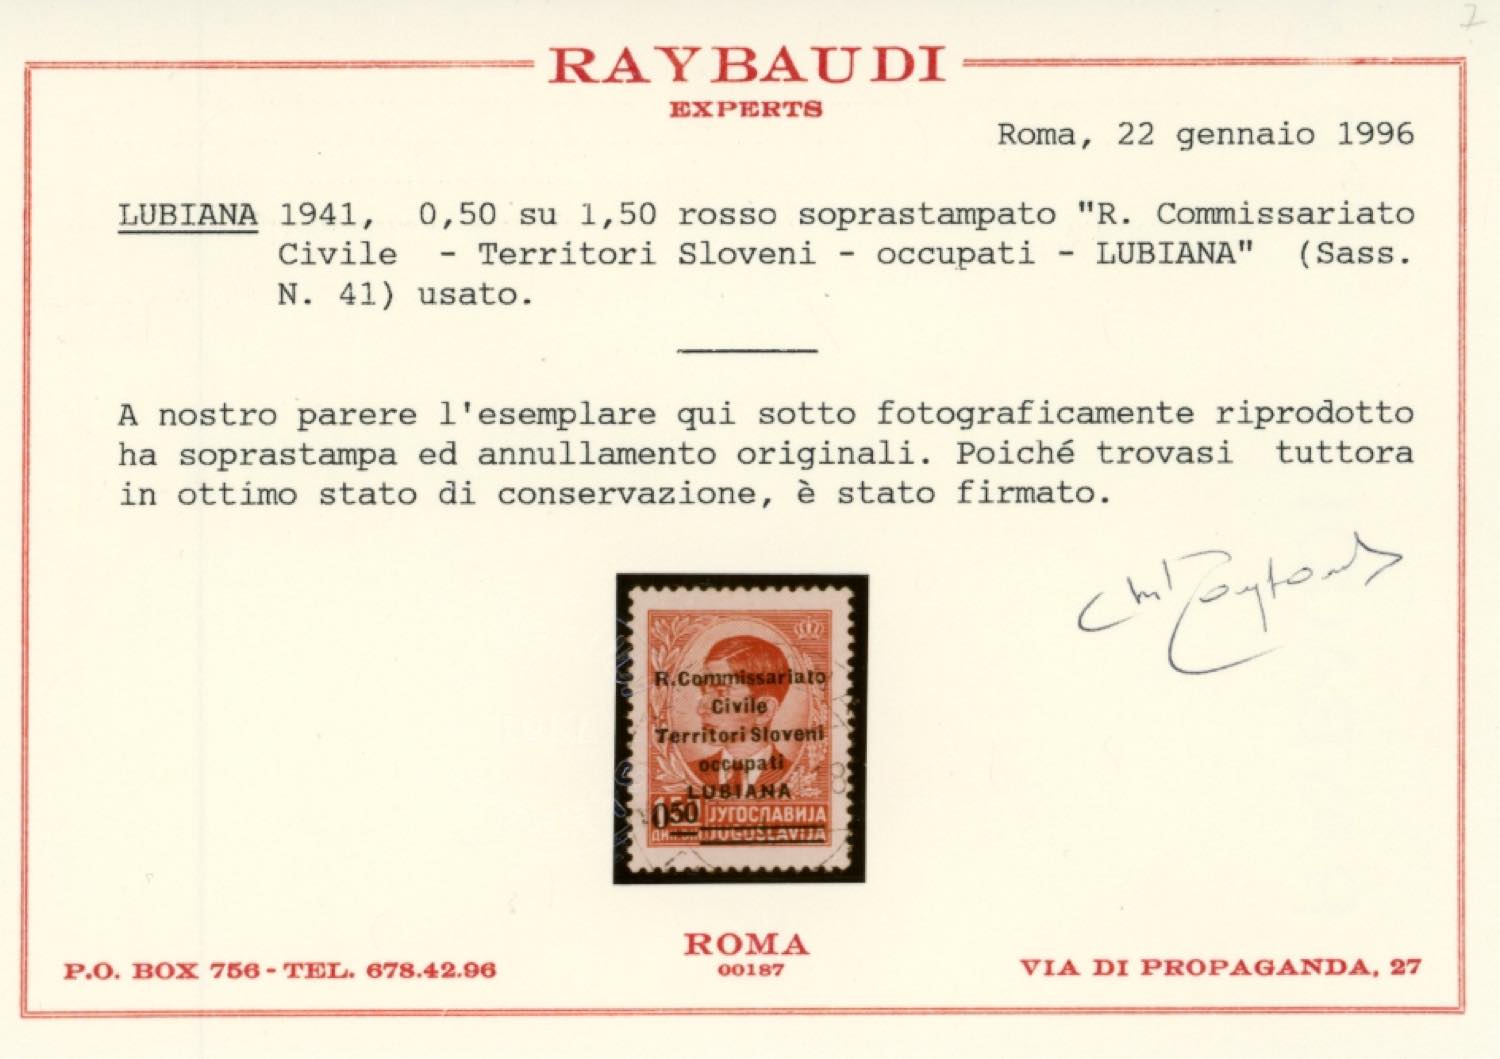 RAYBAUDI
EXPERTS
Roma, 22 gennaio 1996
LUBIANA 1941, 0,50 su 1,50 rosso soprastampato "R. Commissariato
Civile - Territori Sloveni - occupati - LUBIANA" (Sass.
N. 41) usato.
A nostro parere l'esemplare qui sotto fotograficamente riprodotto
ha soprastampa ed annullamento originali. Poiché trovasi tuttora
in ottimo stato di conservazione, è stato firmato.
R.Commissariato
Civile
Territori Sloveni
occupati
LUBIANA
050 ЈУГОСЛАВИЈА
JUGOSLAVIJA
ROMA
00187
P.O. BOX 756 - TEL. 678.42.96
VIA DI PROPAGANDA, 27